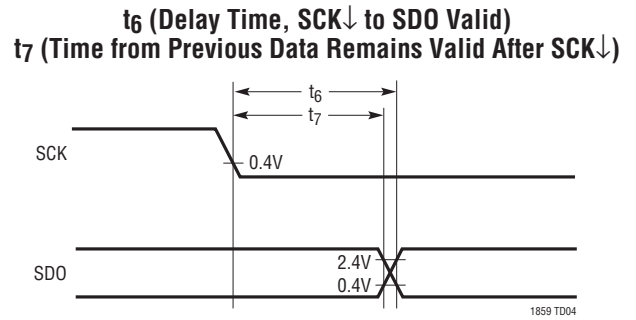 t6 (Delay Time, SCK↓ to SDO Valid)
t7 (Time from Previous Data Remains Valid After SCK↓)
t6
t7
SCK
0.4V
SDO
2.4V
0.4V
1859 TD04